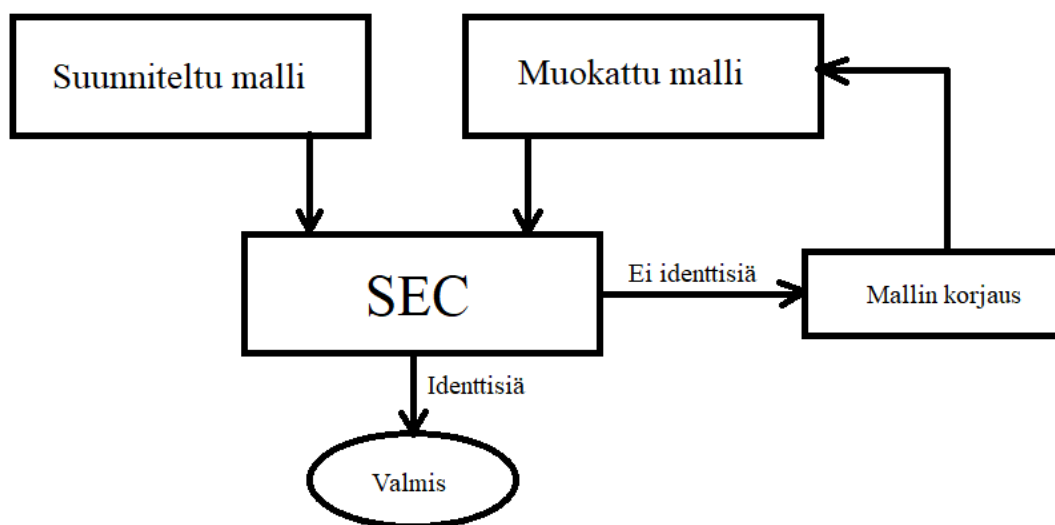 Suunniteltu malli
Muokattu malli
SEC
Ei identtisiä
Mallin korjaus
Identtisiä
Valmis